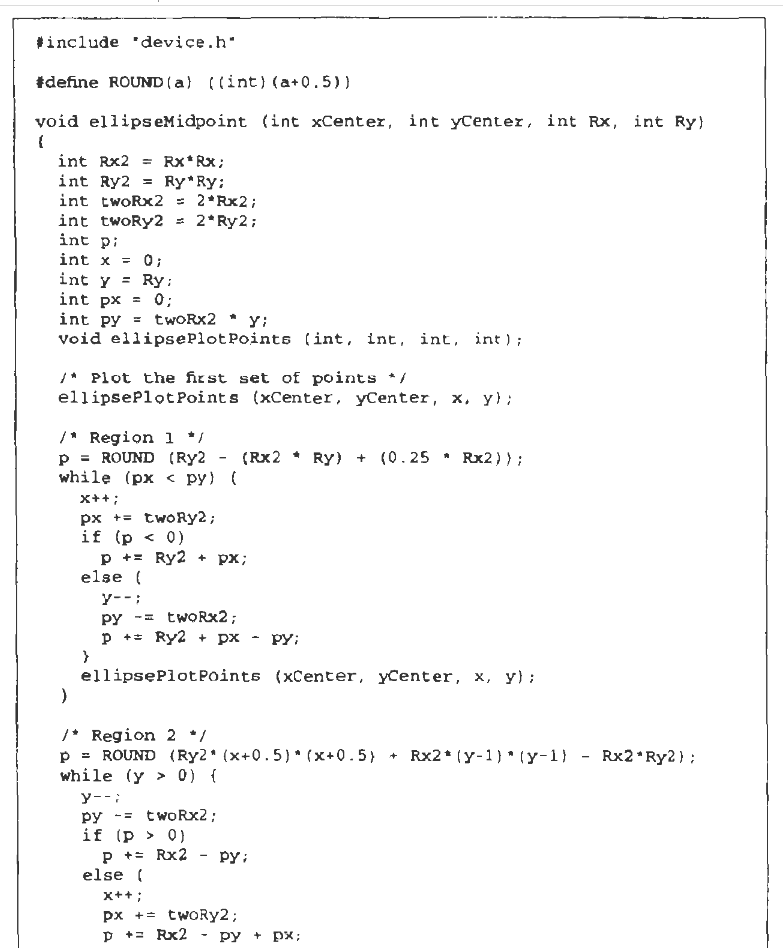 #include "device.h"
#define ROUND(a) ((int)(a+0.5))
void ellipseMidpoint (int xCenter, int yCenter, int Rx, int Ry)
{
int Rx2 = Rx*Rx;
int Ry2 = Ry*Ry;
int twoRx2 = 2*Rx2;
int twoRy2 = 2*Ry2;
int p;
int x = 0;
int y = Ry;
int px = 0;
int py = twoRx2 * y;
void ellipsePlotPoints (int, int, int, int);
/* Plot the first set of points */
ellipsePlotPoints (xCenter, yCenter, x, y);
/* Region 1 */
p = ROUND (Ry2 - (Rx2 * Ry) + (0.25 * Rx2));
while (px < py) {
x++;
px += twoRy2;
if (p < 0)
p += Ry2 + px;
else {
y--;
py -= twoRx2;
p += Ry2 + px - py;
}
ellipsePlotPoints (xCenter, yCenter, x, y);
}
/* Region 2 */
p = ROUND (Ry2*(x+0.5)*(x+0.5) + Rx2*(y-1)*(y-1) - Rx2*Ry2);
while (y > 0) {
y--;
py -= twoRx2;
if (p > 0)
p += Rx2 - py;
else {
x++;
px += twoRy2;
p += Rx2 - py + px;